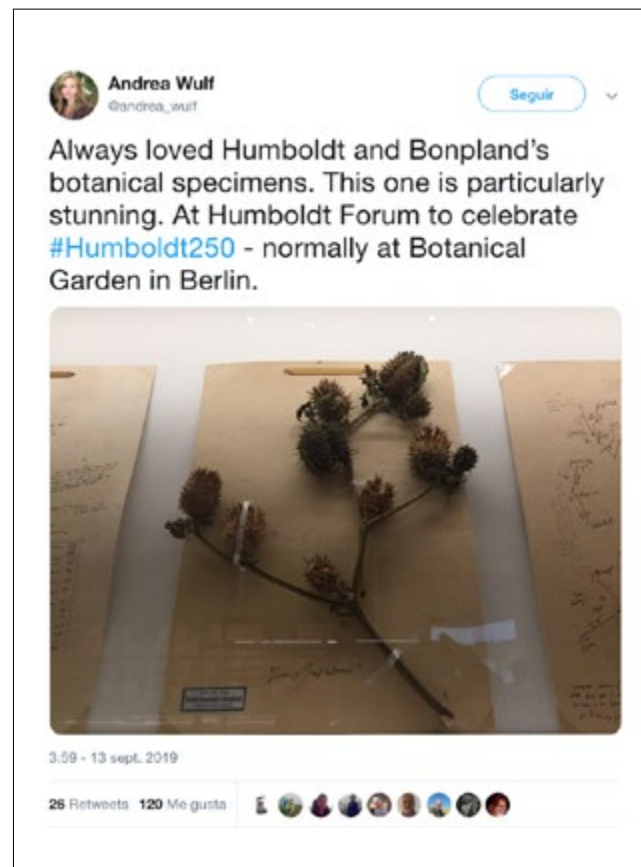 Andrea Wulf
@andrea_wulf
Seguir
Always loved Humboldt and Bonpland's
botanical specimens. This one is particularly
stunning. At Humboldt Forum to celebrate
#Humboldt250 - normally at Botanical
Garden in Berlin.
3:59 - 13 sept. 2019
26 Retweets 120 Me gusta